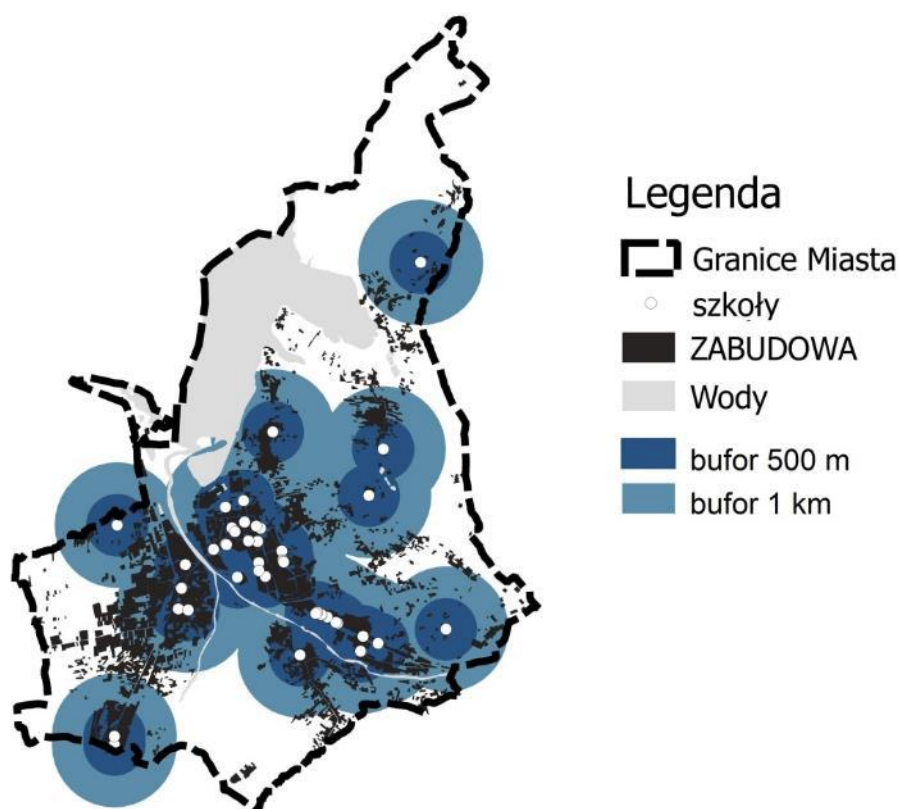 Legenda
Granice Miasta
szkoły
ZABUDOWA
Wody
bufor 500 m
bufor 1 km